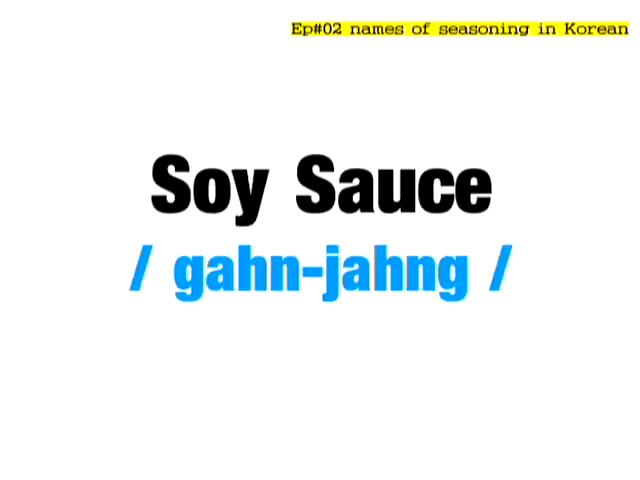 Ep#02 names of seasoning in Korean
Soy Sauce
/ gahn-jahng /